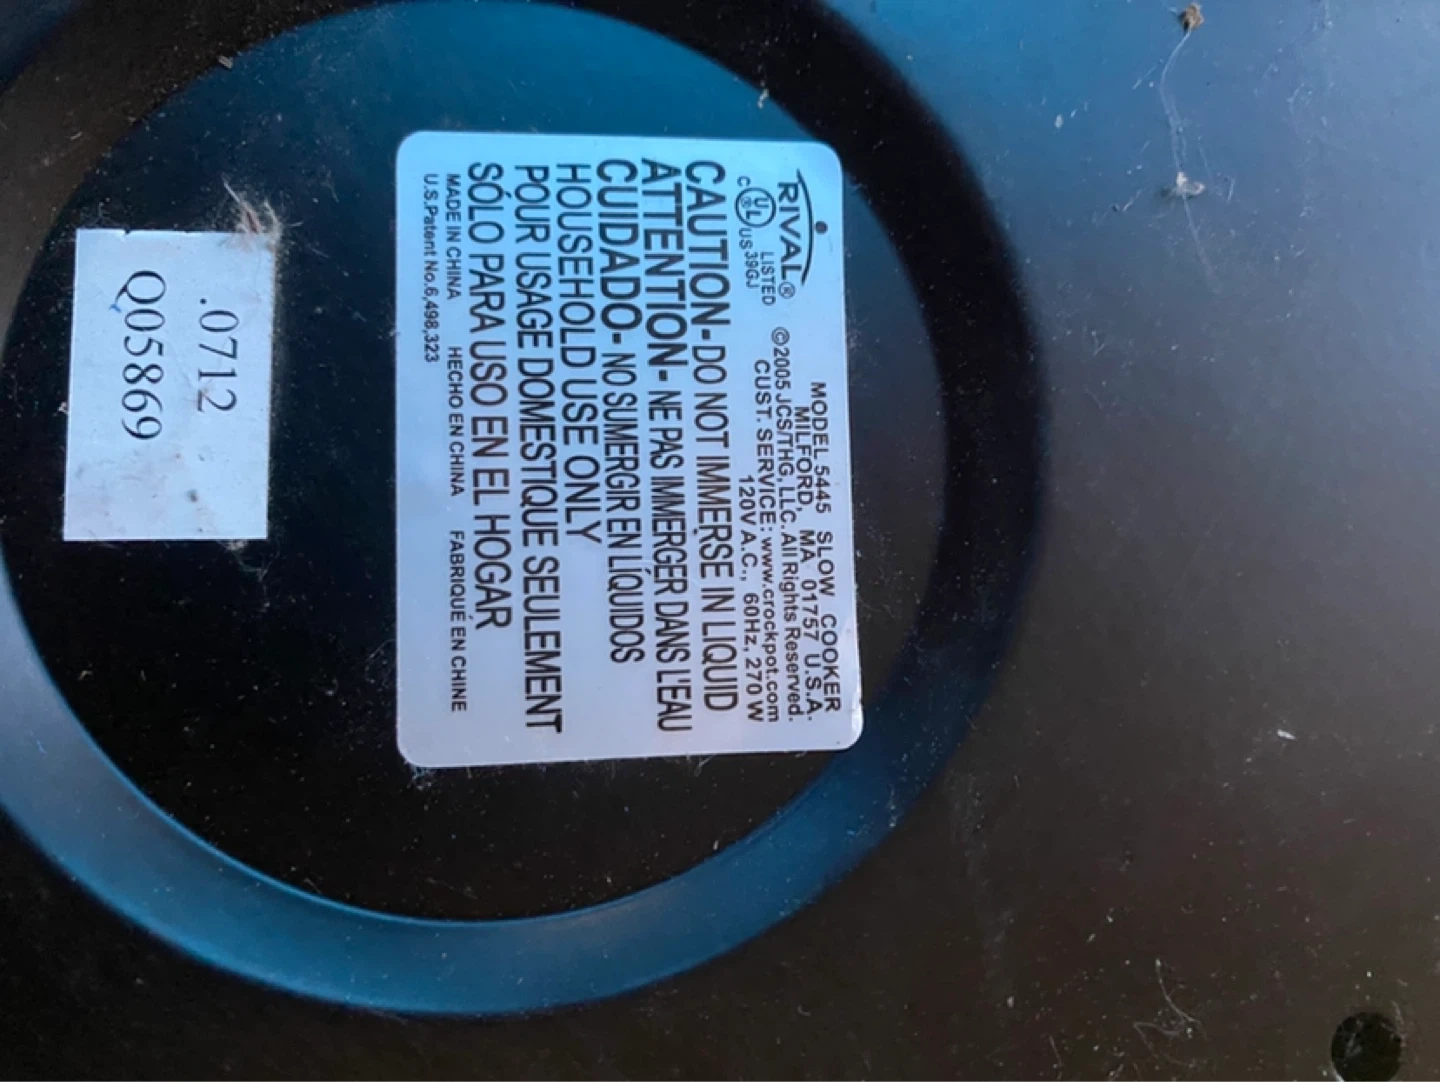 RIVAL®
MODEL 5445 SLOW COOKER
MILFORD, MA 01757 U.S.A.
©2005 JCS/THG, LLC. All Rights Reserved.
CUST. SERVICE: www.crockpot.com
120V A.C., 60Hz, 270 W
C UL® US LISTED
39GJ
CAUTION- DO NOT IMMERSE IN LIQUID
ATTENTION- NE PAS IMMERGER DANS L'EAU
CUIDADO- NO SUMERGIR EN LÍQUIDOS
HOUSEHOLD USE ONLY
POUR USAGE DOMESTIQUE SEULEMENT
SÓLO PARA USO EN EL HOGAR
MADE IN CHINA HECHO EN CHINA FABRIQUÉ EN CHINE
U.S.Patent No.6,498,323
.0712
Q05869